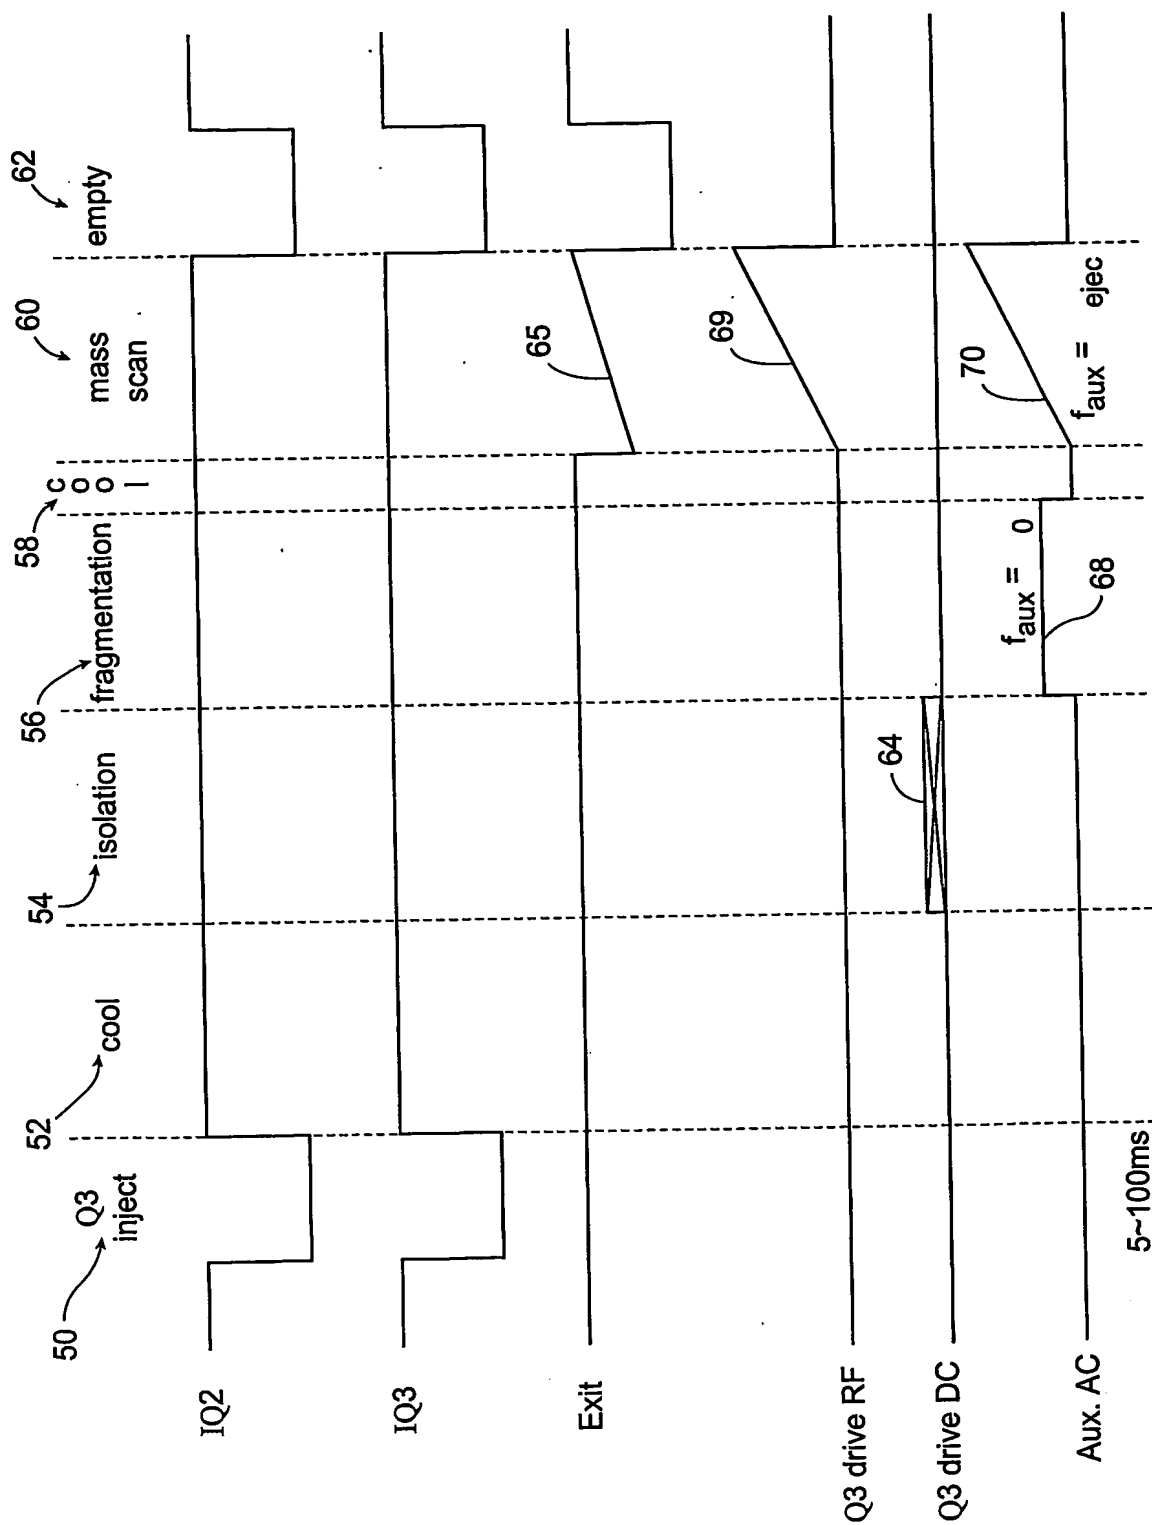 50
Q3
inject
52
cool
54
isolation
56
fragmentation
58
c
o
o
l
60
mass
scan
62
empty
IQ2
IQ3
Exit
65
Q3 drive RF
69
Q3 drive DC
64
Aux. AC
f aux = 0
68
70
f aux = ejec
5~100ms